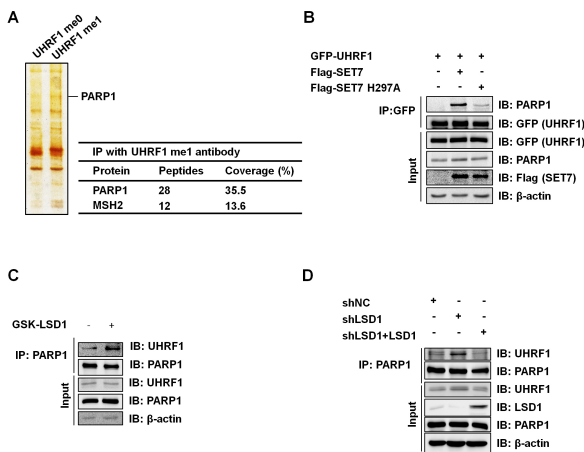 A
UHRF1 me0
UHRF1 me1
PARP1
IP with UHRF1 me1 antibody
Protein Peptides Coverage (%)
PARP1 28 35.5
MSH2 12 13.6
B
GFP-UHRF1 + + +
Flag-SET7 - + -
Flag-SET7 H297A - - +
IP:GFP
IB: PARP1
IB: GFP (UHRF1)
Input
IB: GFP (UHRF1)
IB: PARP1
IB: Flag (SET7)
IB: β-actin
C
GSK-LSD1 - +
IP: PARP1
IB: UHRF1
IB: PARP1
Input
IB: UHRF1
IB: PARP1
IB: β-actin
D
shNC + - -
shLSD1 - + -
shLSD1+LSD1 - - +
IP: PARP1
IB: UHRF1
IB: PARP1
Input
IB: UHRF1
IB: LSD1
IB: PARP1
IB: β-actin